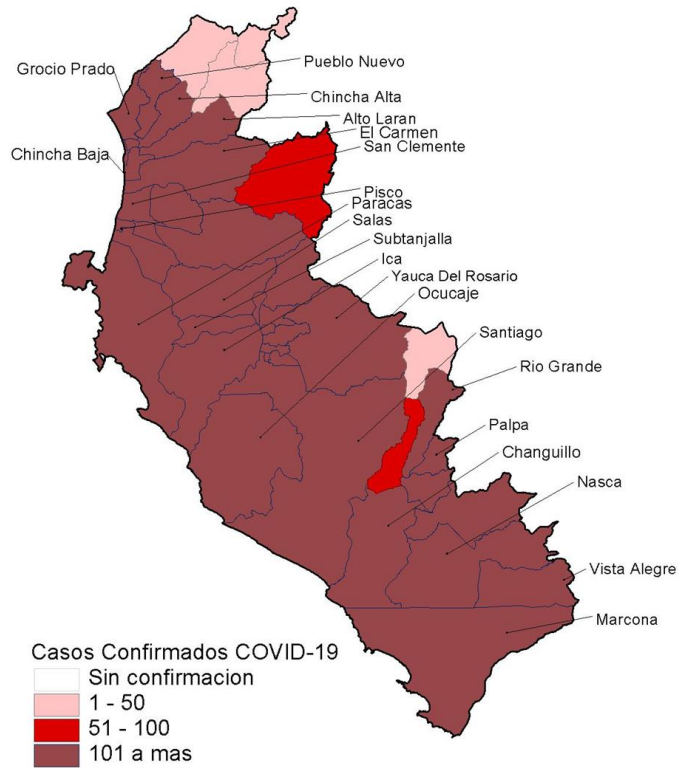 Pueblo Nuevo
Grocio Prado
Chincha Alta
Alto Laran
El Carmen
San Clemente
Chincha Baja
Pisco
Paracas
Salas
Subtanjalla
Ica
Yauca Del Rosario
Ocucaje
Santiago
Rio Grande
Palpa
Changuillo
Nasca
Vista Alegre
Marcona
Casos Confirmados COVID-19
Sin confirmacion
1 - 50
51 - 100
101 a mas